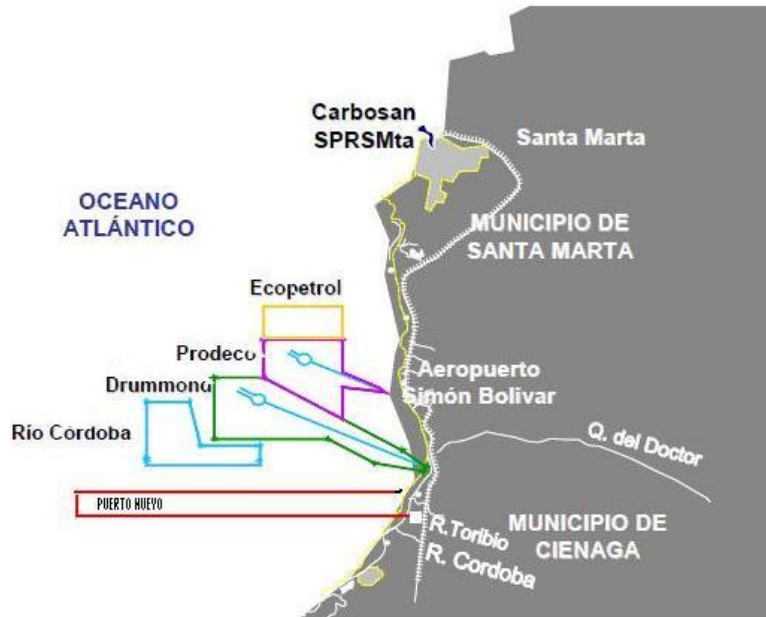 Carbosan
SPRSMta
Santa Marta
OCEANO
ATLÁNTICO
MUNICIPIO DE
SANTA MARTA
Ecopetrol
Prodeco
Drummond
Aeropuerto
Simón Bolivar
Río Córdoba
Q. del Doctor
PUERTO NUEVO
MUNICIPIO DE
CIENAGA
R.Toribio
R. Cordoba